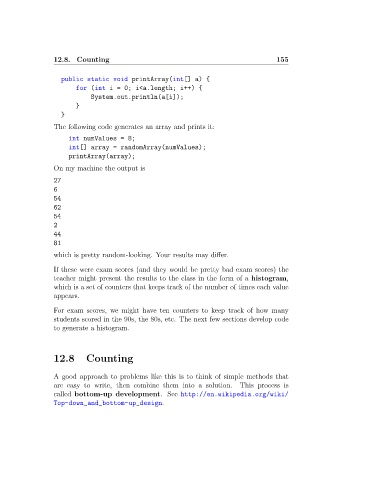 12.8. Counting 155
public static void printArray(int[] a) {
for (int i = 0; i<a.length; i++) {
System.out.println(a[i]);
}
}
The following code generates an array and prints it:
int numValues = 8;
int[] array = randomArray(numValues);
printArray(array);
On my machine the output is
27
6
54
62
54
2
44
81
which is pretty random-looking. Your results may differ.
If these were exam scores (and they would be pretty bad exam scores) the
teacher might present the results to the class in the form of a histogram,
which is a set of counters that keeps track of the number of times each value
appears.
For exam scores, we might have ten counters to keep track of how many
students scored in the 90s, the 80s, etc. The next few sections develop code
to generate a histogram.
12.8 Counting
A good approach to problems like this is to think of simple methods that
are easy to write, then combine them into a solution. This process is
called bottom-up development. See http://en.wikipedia.org/wiki/
Top-down_and_bottom-up_design.